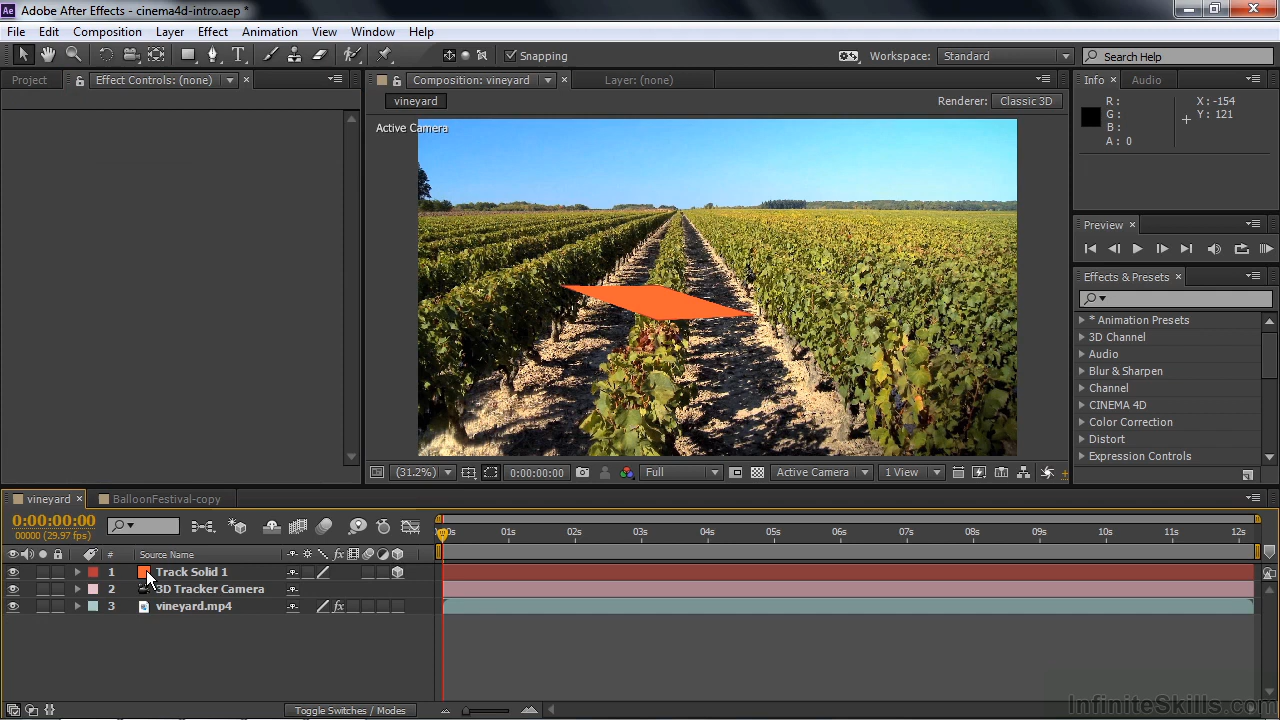 Ae Adobe After Effects - cinema4d-intro.aep *
File Edit Composition Layer Effect Animation View Window Help
T Snapping Workspace: Standard Search Help
Project Effect Controls: (none) × Composition: vineyard × Layer: (none) Info × Audio
vineyard Renderer: Classic 3D
R : X : -154
G : Y : 121
B :
A : 0
Active Camera
Preview ×
Effects & Presets ×
* Animation Presets
3D Channel
Audio
Blur & Sharpen
Channel
CINEMA 4D
Color Correction
Distort
Expression Controls
(31.2%) 0:00:00:00 Full Active Camera 1 View
vineyard × BalloonFestival-copy
0:00:00:00
00000 (29.97 fps)
01s 02s 03s 04s 05s 06s 07s 08s 09s 10s 11s 12s
# Source Name fx
1 Track Solid 1
2 3D Tracker Camera
3 vineyard.mp4 fx
Toggle Switches / Modes
InfiniteSkills.com